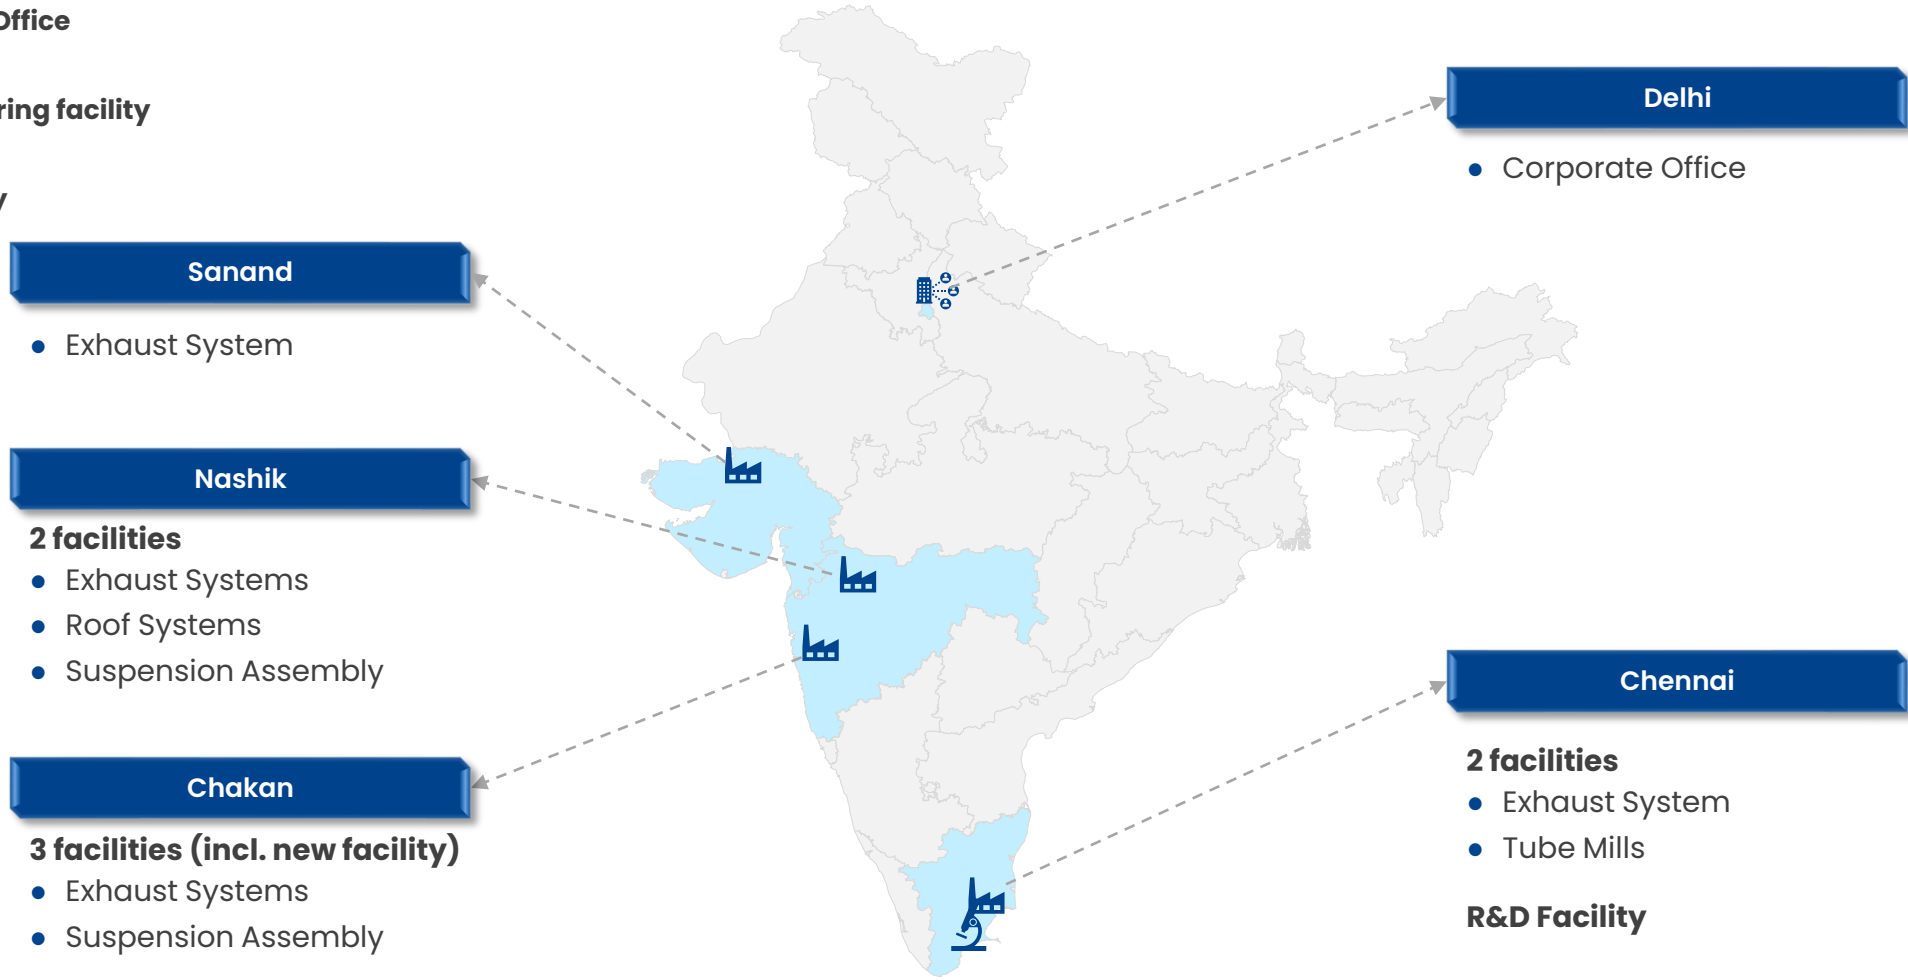 Office
ring facility
y
Delhi
Corporate Office
Sanand
Exhaust System
Nashik
2 facilities
Exhaust Systems
Roof Systems
Suspension Assembly
Chakan
3 facilities (incl. new facility)
Exhaust Systems
Suspension Assembly
Chennai
2 facilities
Exhaust System
Tube Mills
R&D Facility